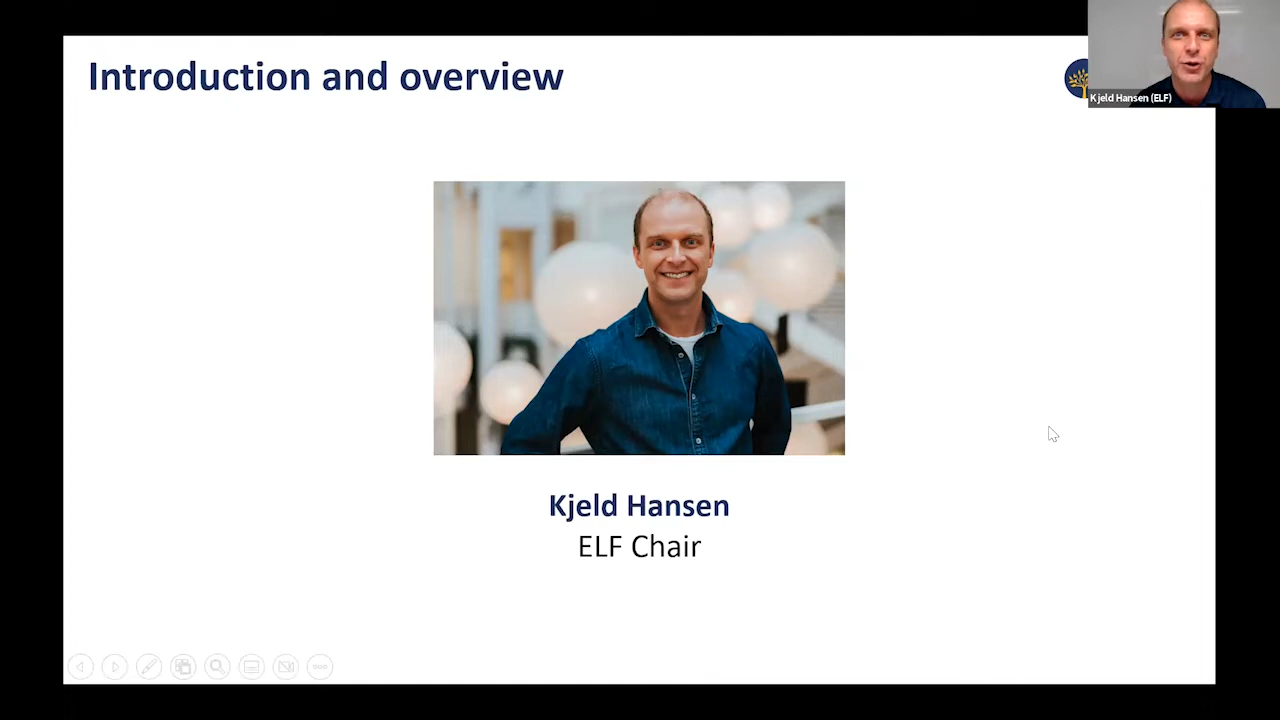 Introduction and overview
Kjeld Hansen (ELF)
Kjeld Hansen
ELF Chair